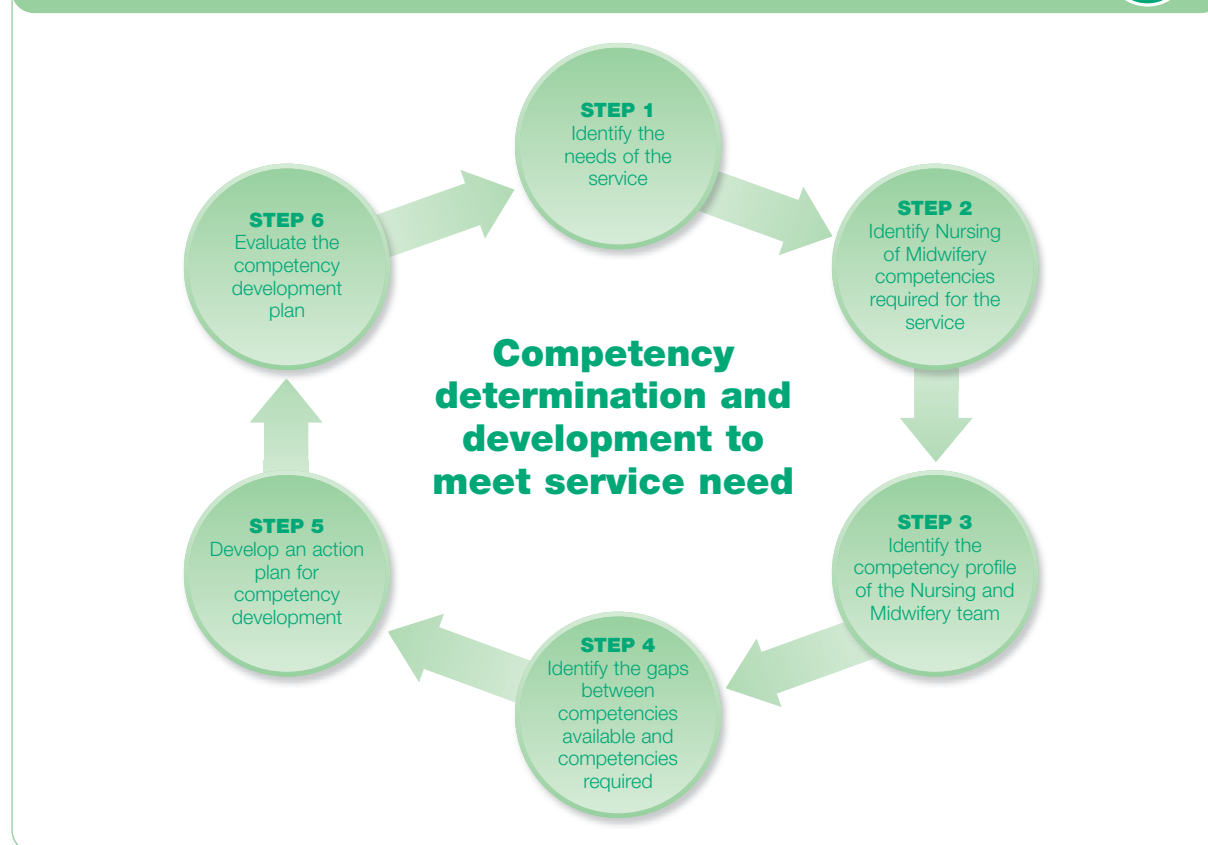 STEP 1
Identify the
needs of the
service
STEP 2
Identify Nursing
of Midwifery
competencies
required for the
service
STEP 3
Identify the
competency profile
of the Nursing and
Midwifery team
STEP 4
Identify the gaps
between
competencies
available and
competencies
required
STEP 5
Develop an action
plan for
competency
development
STEP 6
Evaluate the
competency
development
plan
Competency
determination and
development to
meet service need